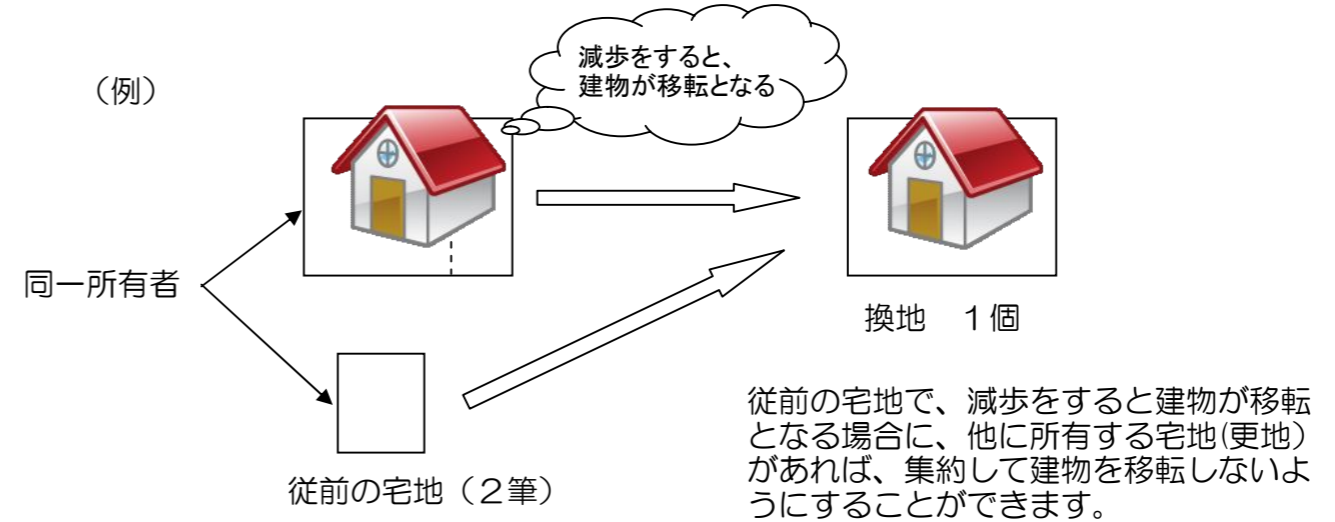 (例)
減歩をすると、
建物が移転となる
同一所有者
換地 1個
従前の宅地(2筆)
従前の宅地で、減歩をすると建物が移転
となる場合に、他に所有する宅地(更地)
があれば、集約して建物を移転しないよ
うにすることができます。